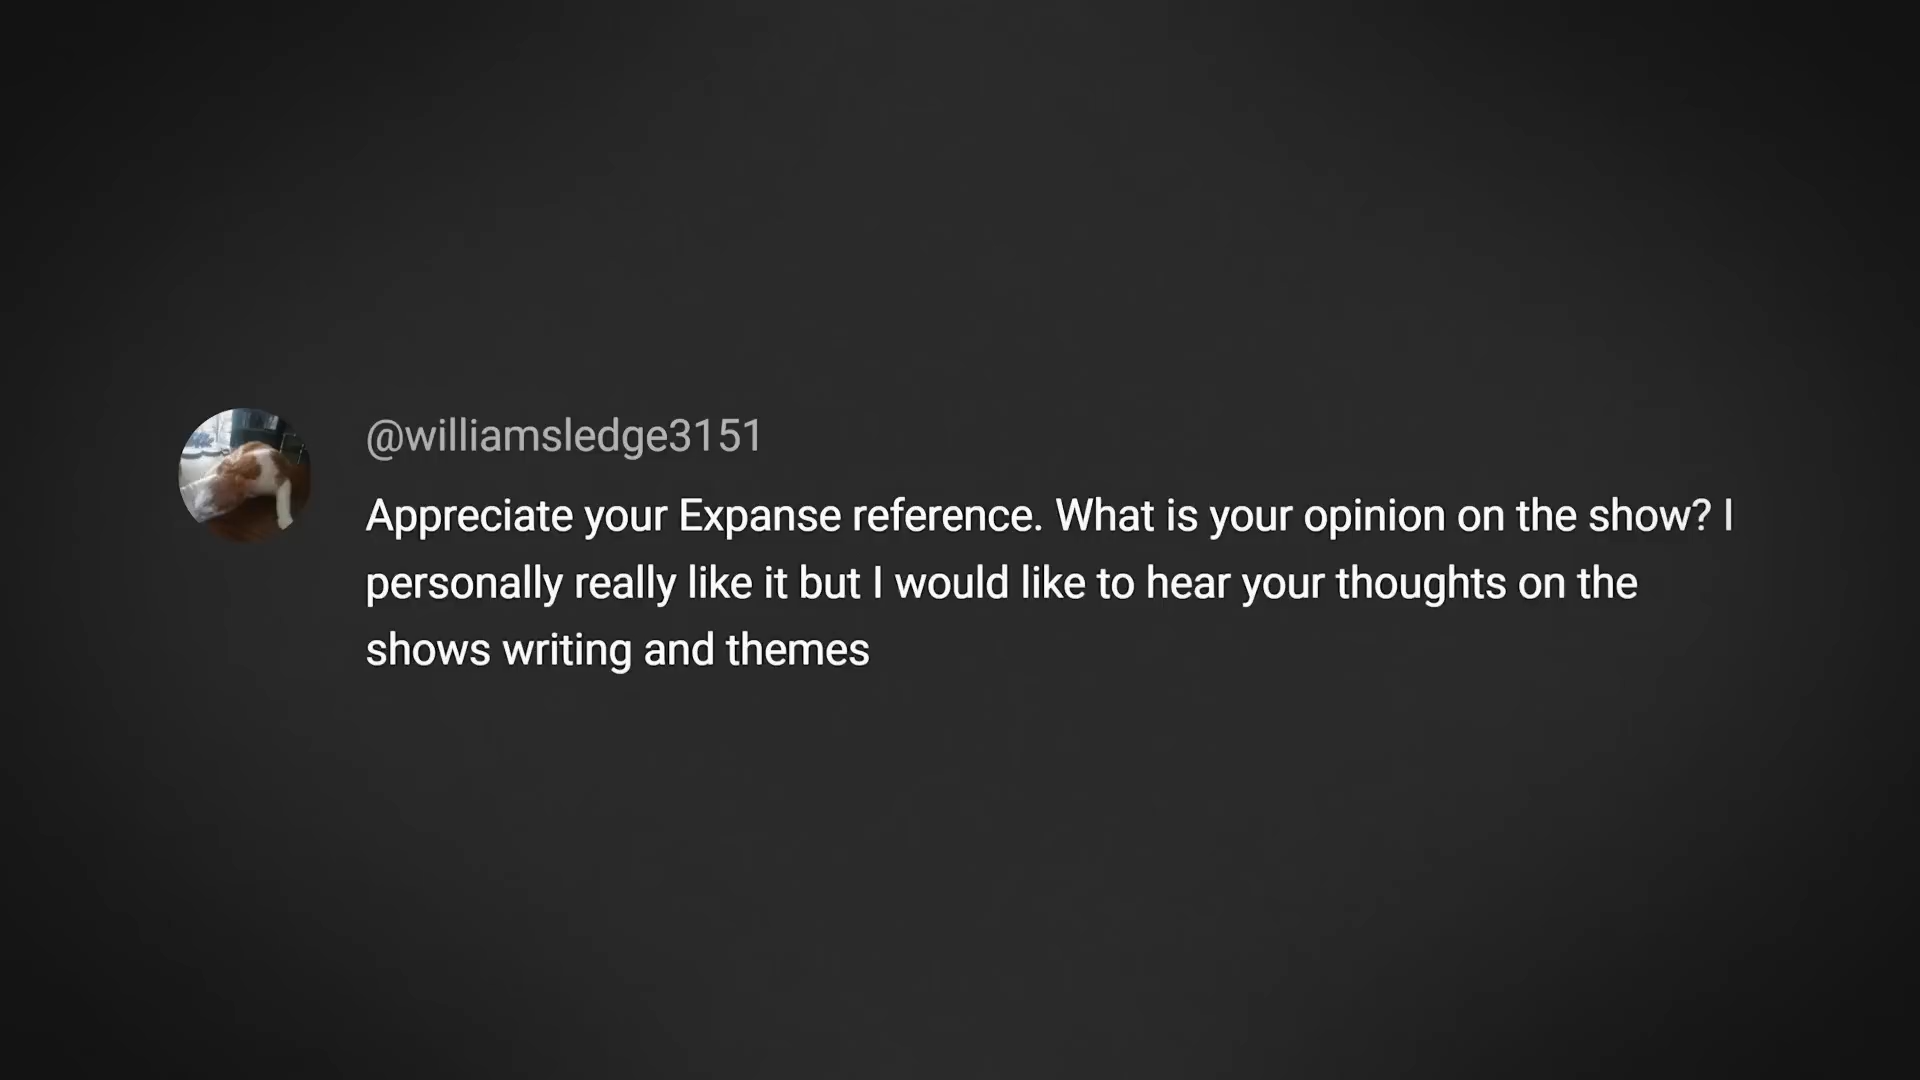 @williamsledge3151
Appreciate your Expanse reference. What is your opinion on the show? I
personally really like it but I would like to hear your thoughts on the
shows writing and themes